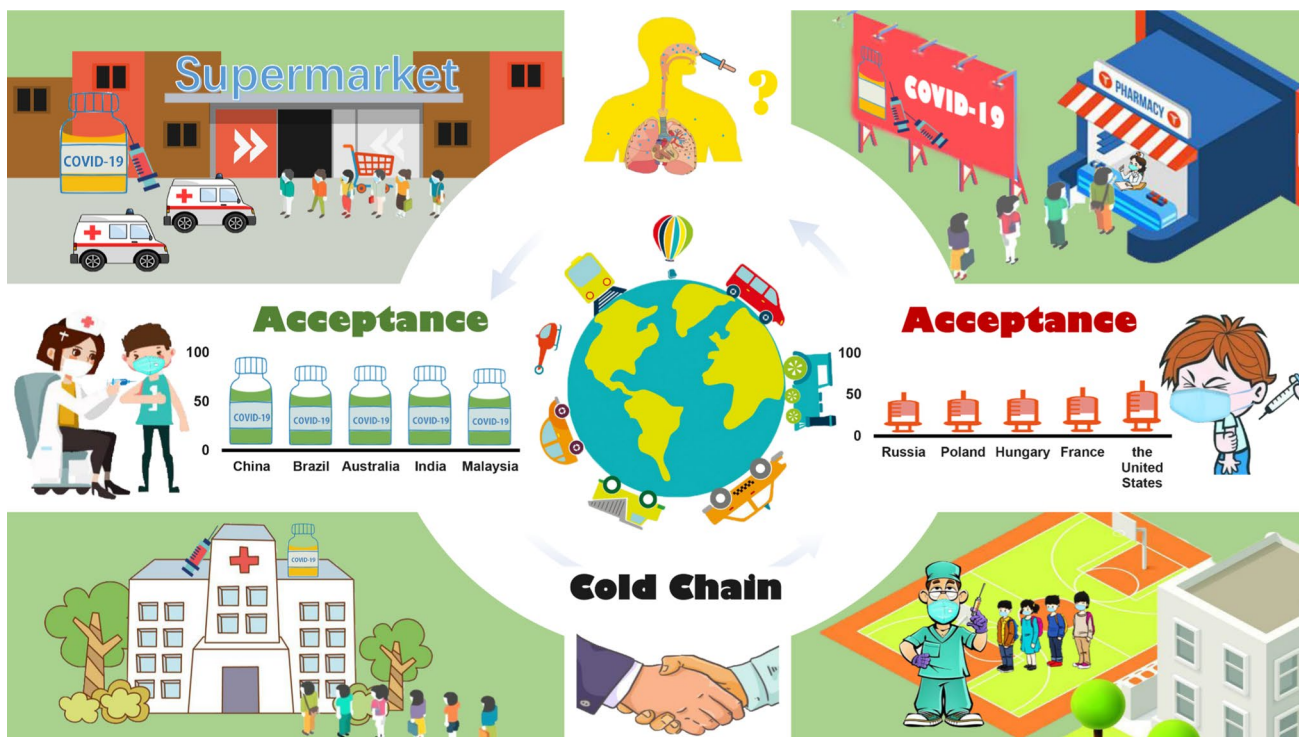 Supermarket
COVID-19
?
COVID-19
T PHARMACY T
Acceptance
100
50
0
COVID-19
COVID-19
COVID-19
COVID-19
COVID-19
China
Brazil
Australia
India
Malaysia
Acceptance
100
50
0
Russia
Poland
Hungary
France
the
United
States
COVID-19
Cold Chain